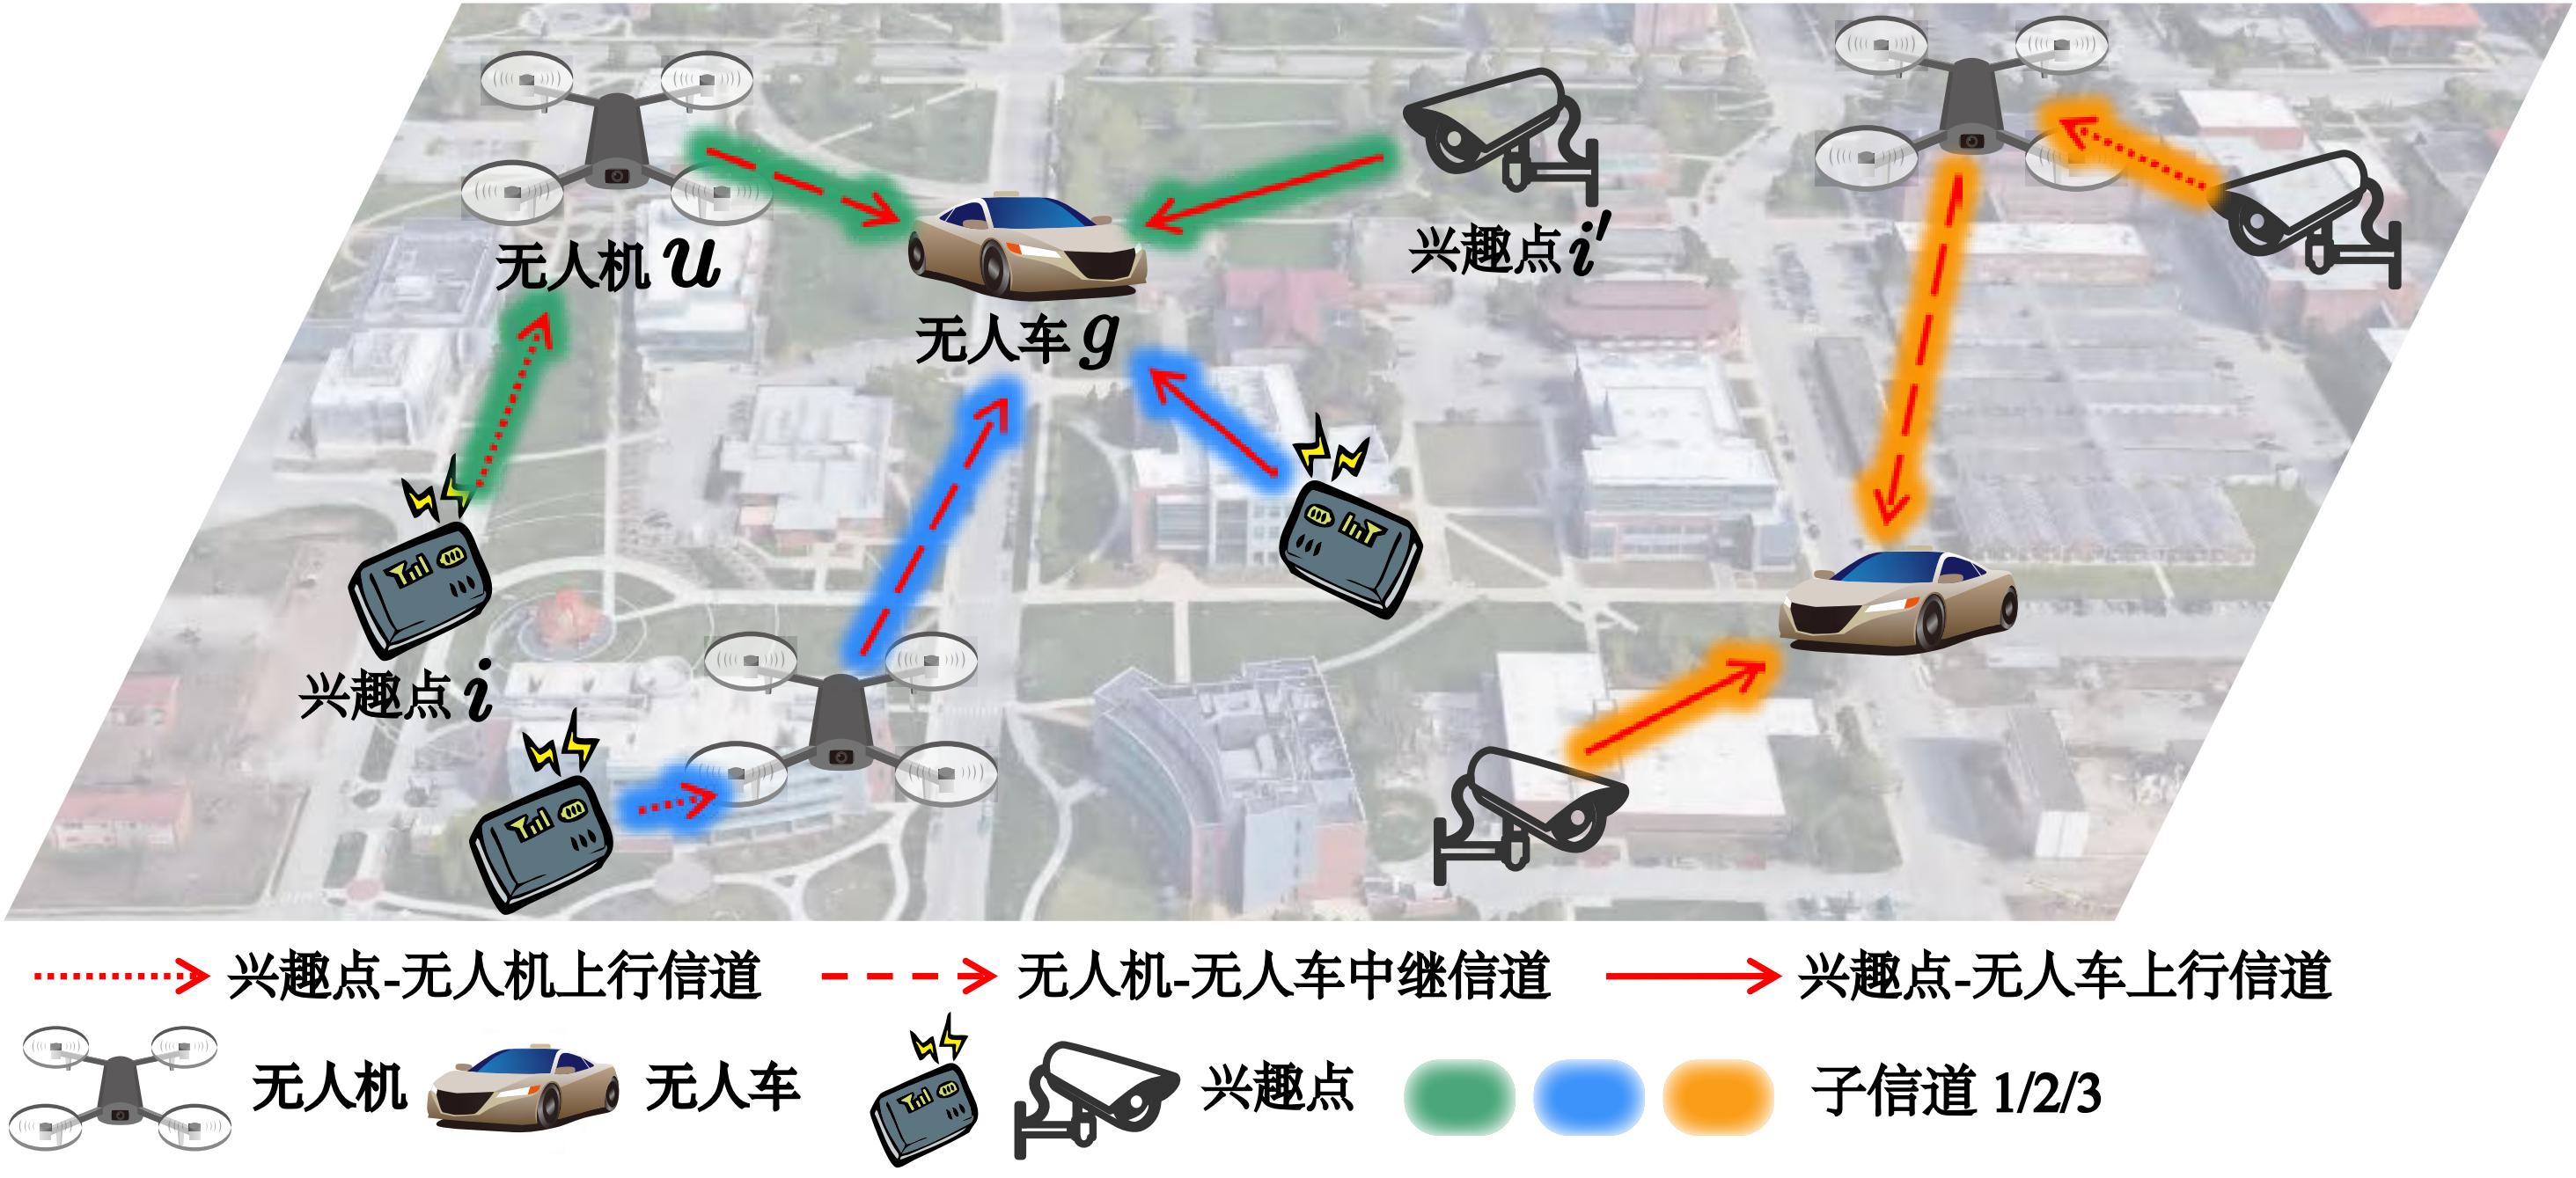 无人机 u
兴趣点 i′
无人车 g
兴趣点 i
兴趣点-无人机上行信道
无人机-无人车中继信道
兴趣点-无人车上行信道
无人机
无人车
兴趣点
子信道 1/2/3